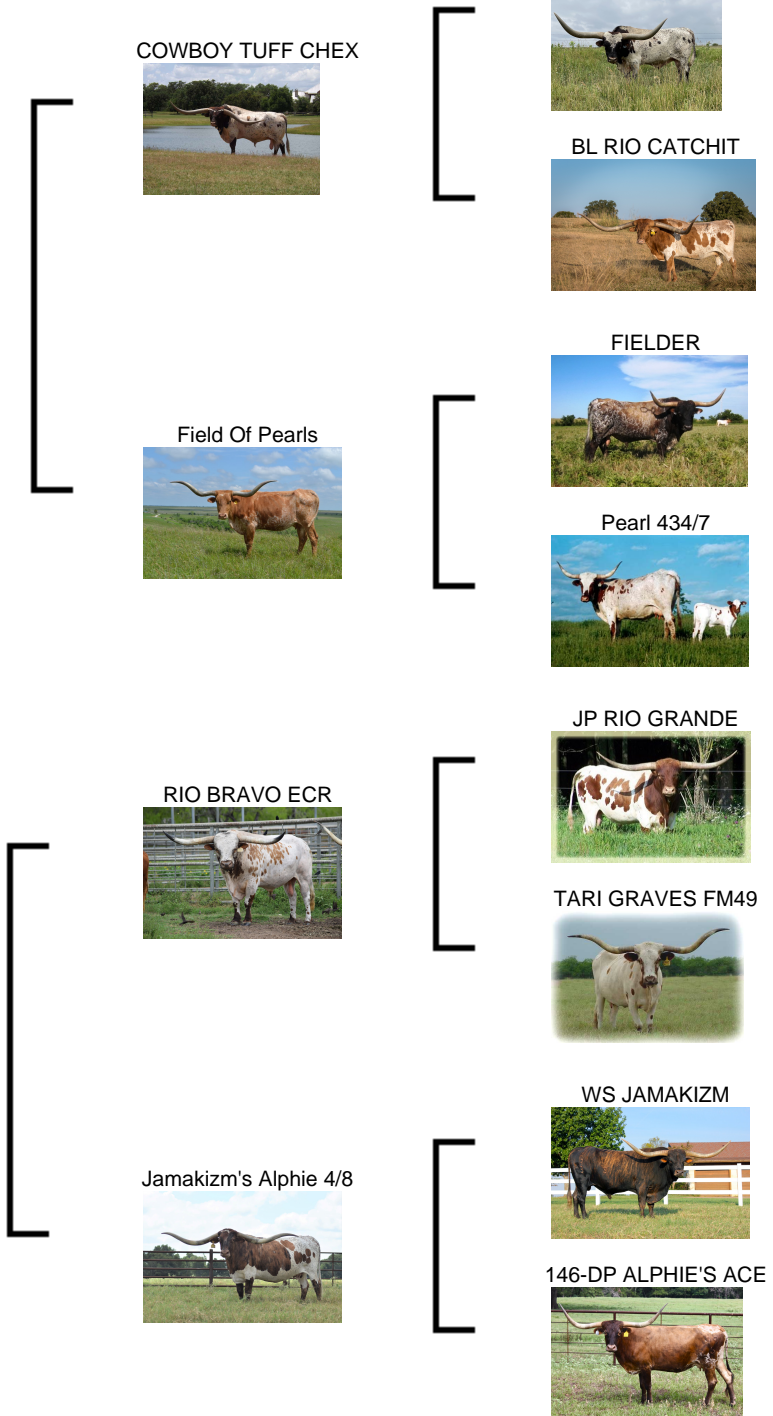 COWBOY TUFF CHEX
BL RIO CATCHIT
FIELDER
Field Of Pearls
Pearl 434/7
JP RIO GRANDE
RIO BRAVO ECR
TARI GRAVES FM49
WS JAMAKIZM
Jamakizm's Alphie 4/8
146-DP ALPHIE'S ACE